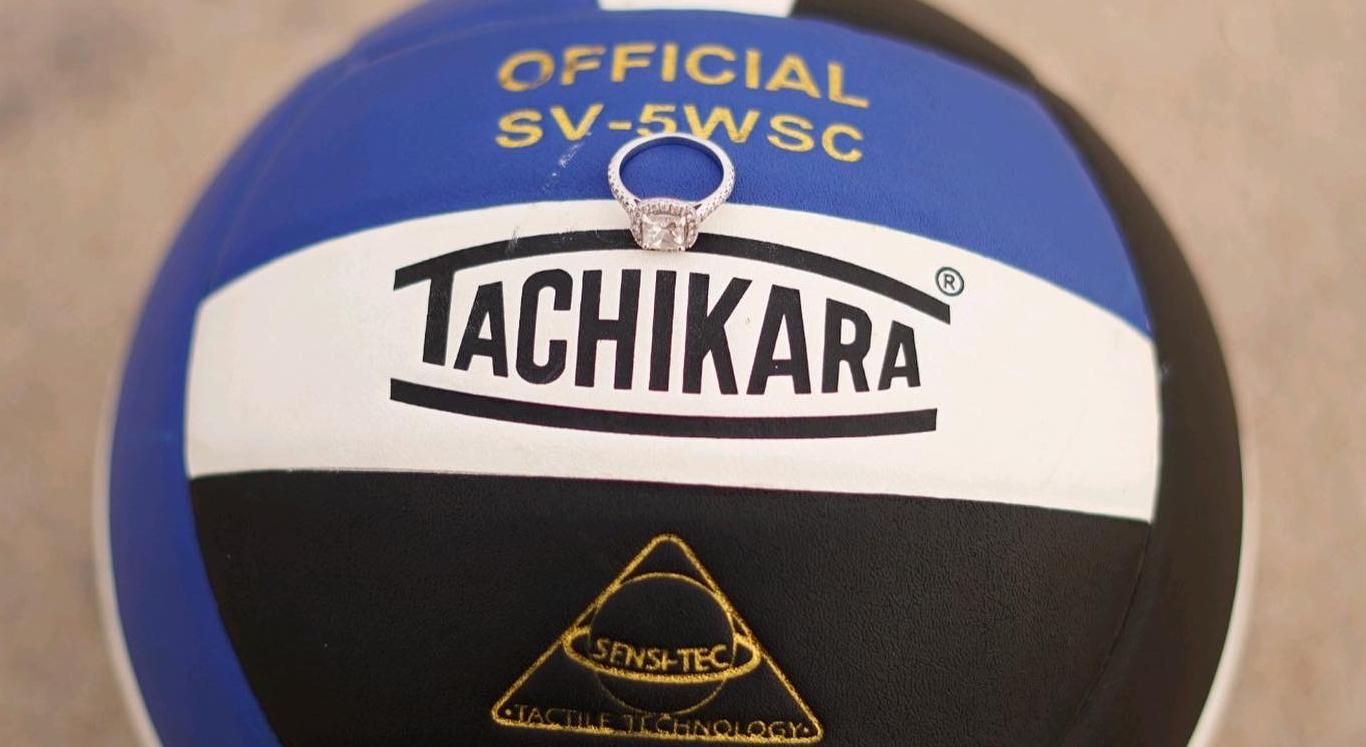 OFFICIAL
SV-5WSC
TACHIKARA®
SENSI-TEC
·TACTILE TECHNOLOGY·